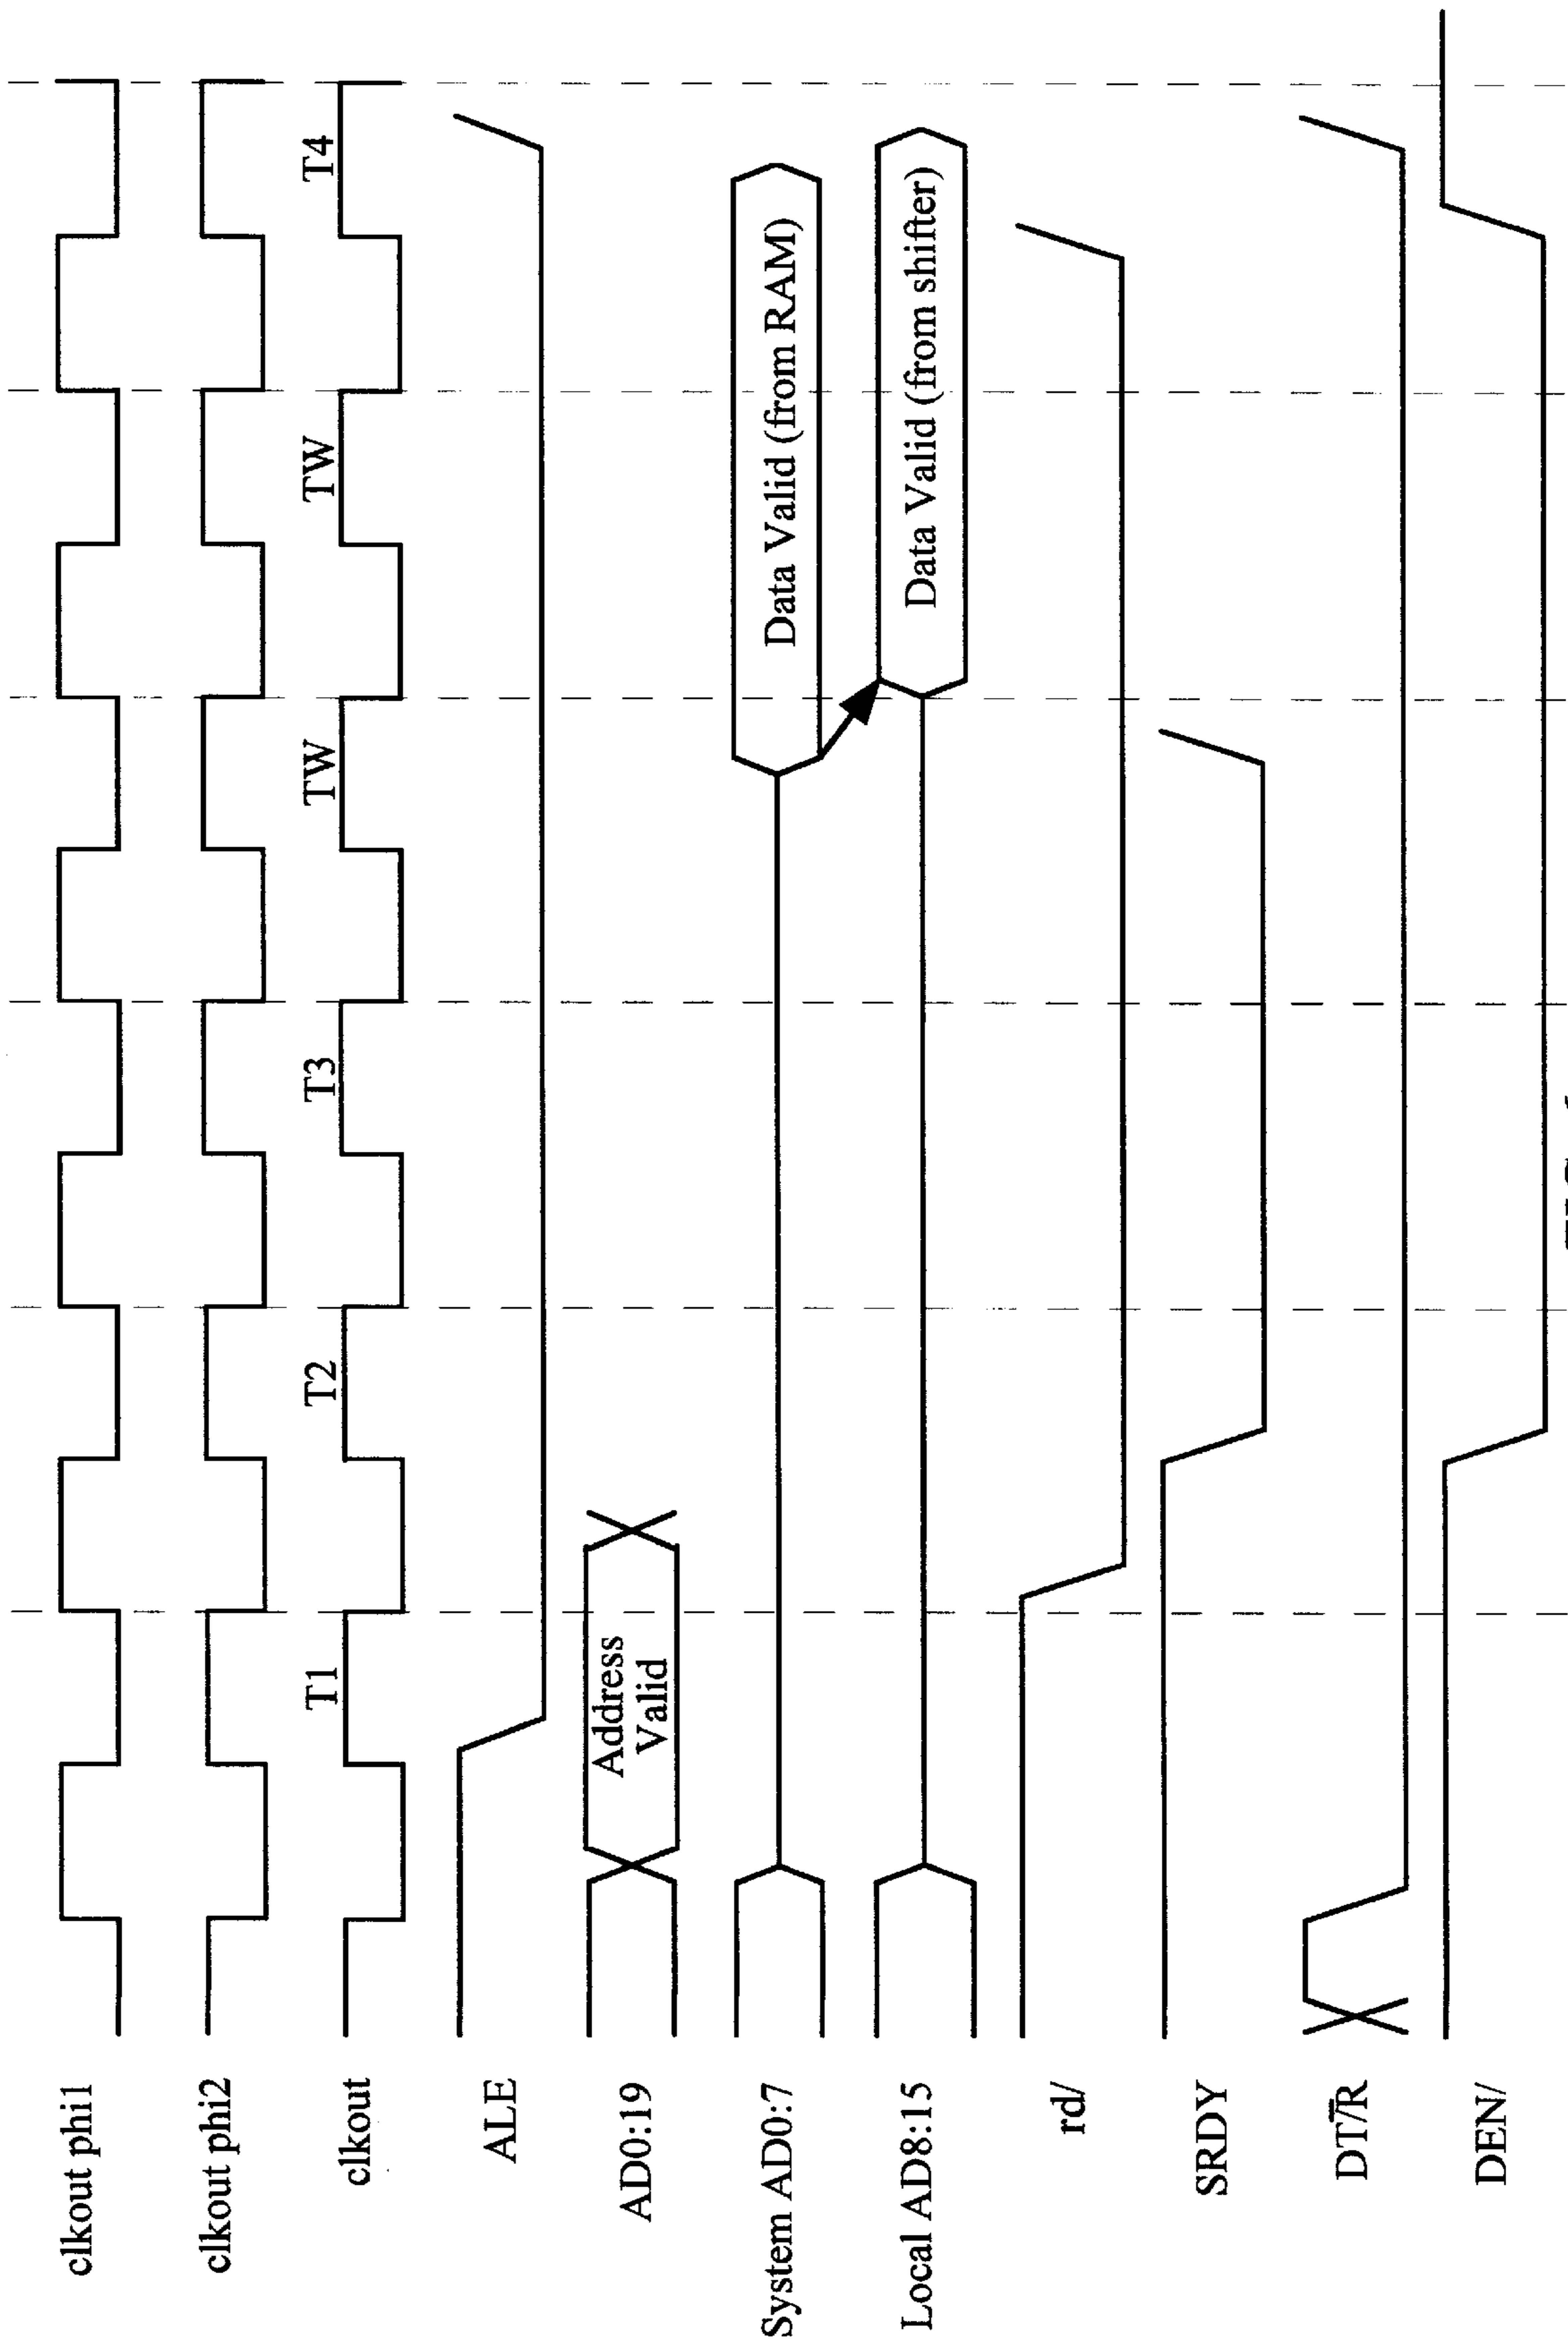 clkout phi1
clkout phi2
clkout
T1 T2 T3 TW TW T4
ALE
AD0:19
Address
Valid
System AD0:7
Data Valid (from RAM)
Local AD8:15
Data Valid (from shifter)
rd/
SRDY
DT/R̅
DEN/